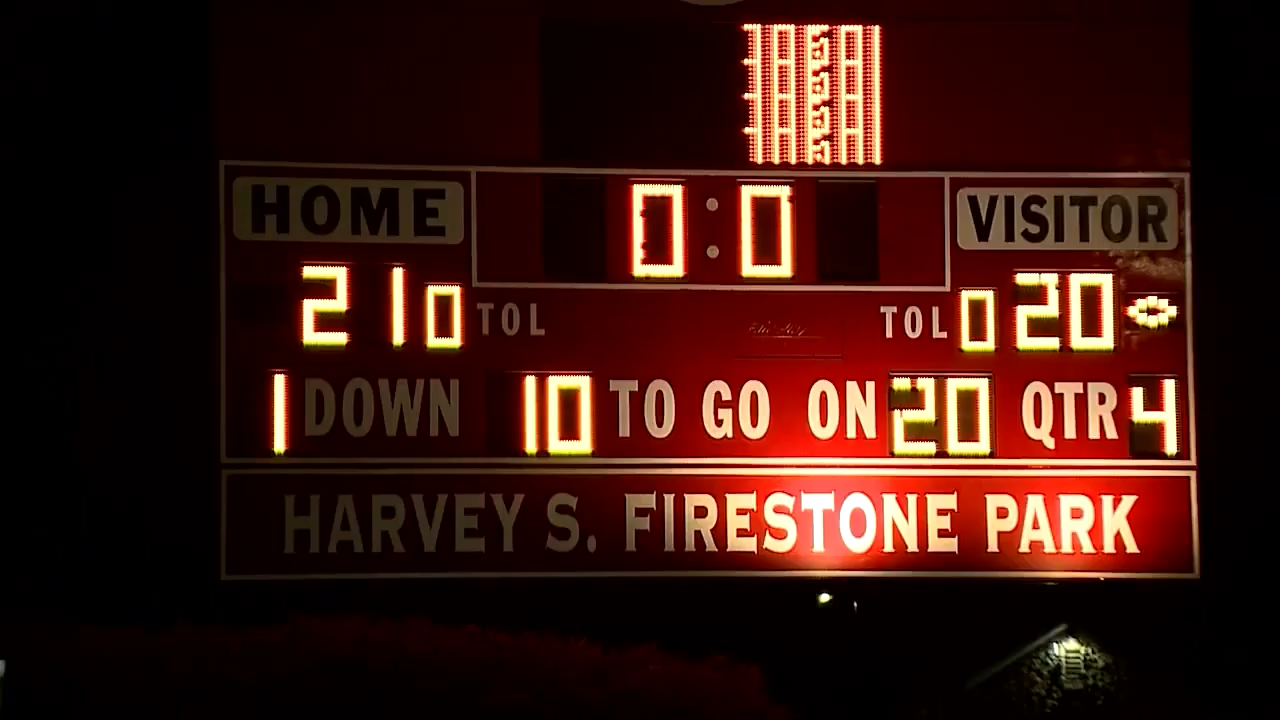 HOME 0:0 VISITOR
21 0 TOL TOL 0 20
1 DOWN 10 TO GO ON 20 QTR 4
HARVEY S. FIRESTONE PARK